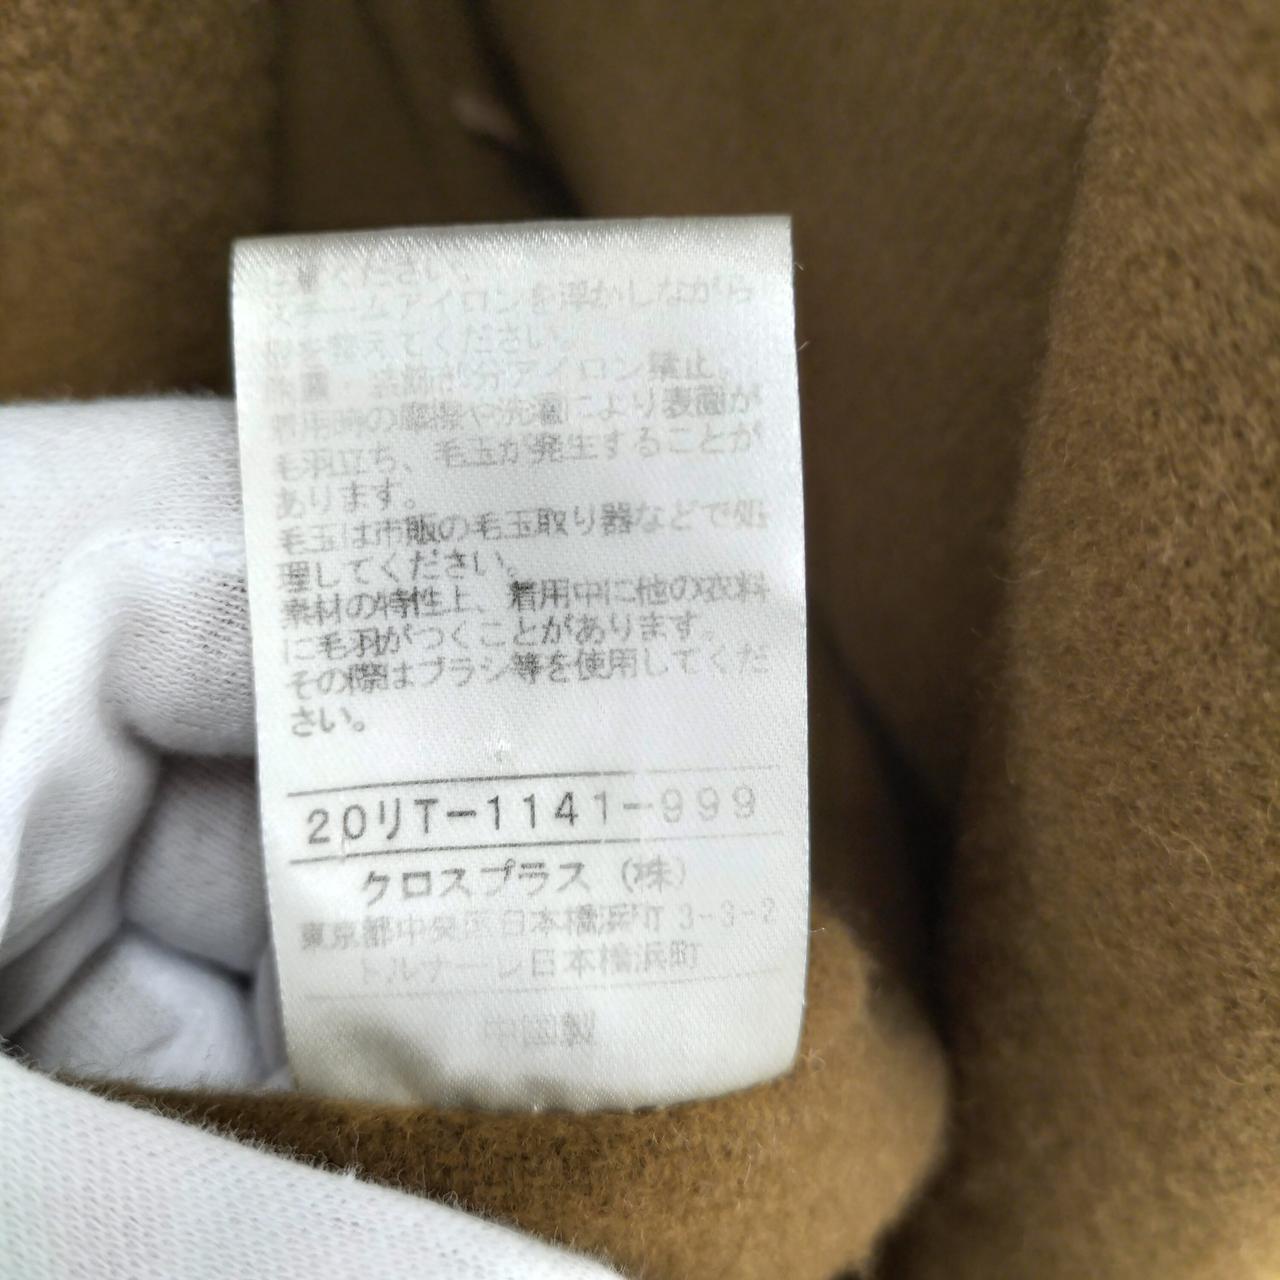 ください。
スチームアイロンを浮かしながら
形を整えてください。
分アイロン禁止。
着用時の摩擦や洗濯により表面が
毛羽立ち、毛玉が発生することが
あります。
毛玉は市販の毛玉取り器などで処
理してください。
素材の特性上、着用中に他の衣料
に毛羽がつくことがあります。
その際はブラシ等を使用してくだ
さい。
20リT-1141-999
クロスプラス(株)
東京都中央区日本橋浜町3-3-2
トルナーレ日本橋浜町
中国製